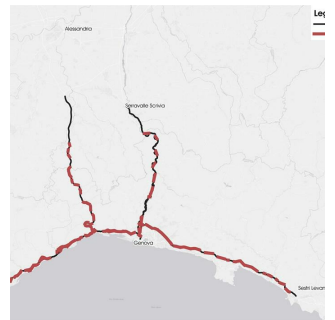 Leg
Alessandria
Serravalle Scrivia
Genova
Sestri Levan